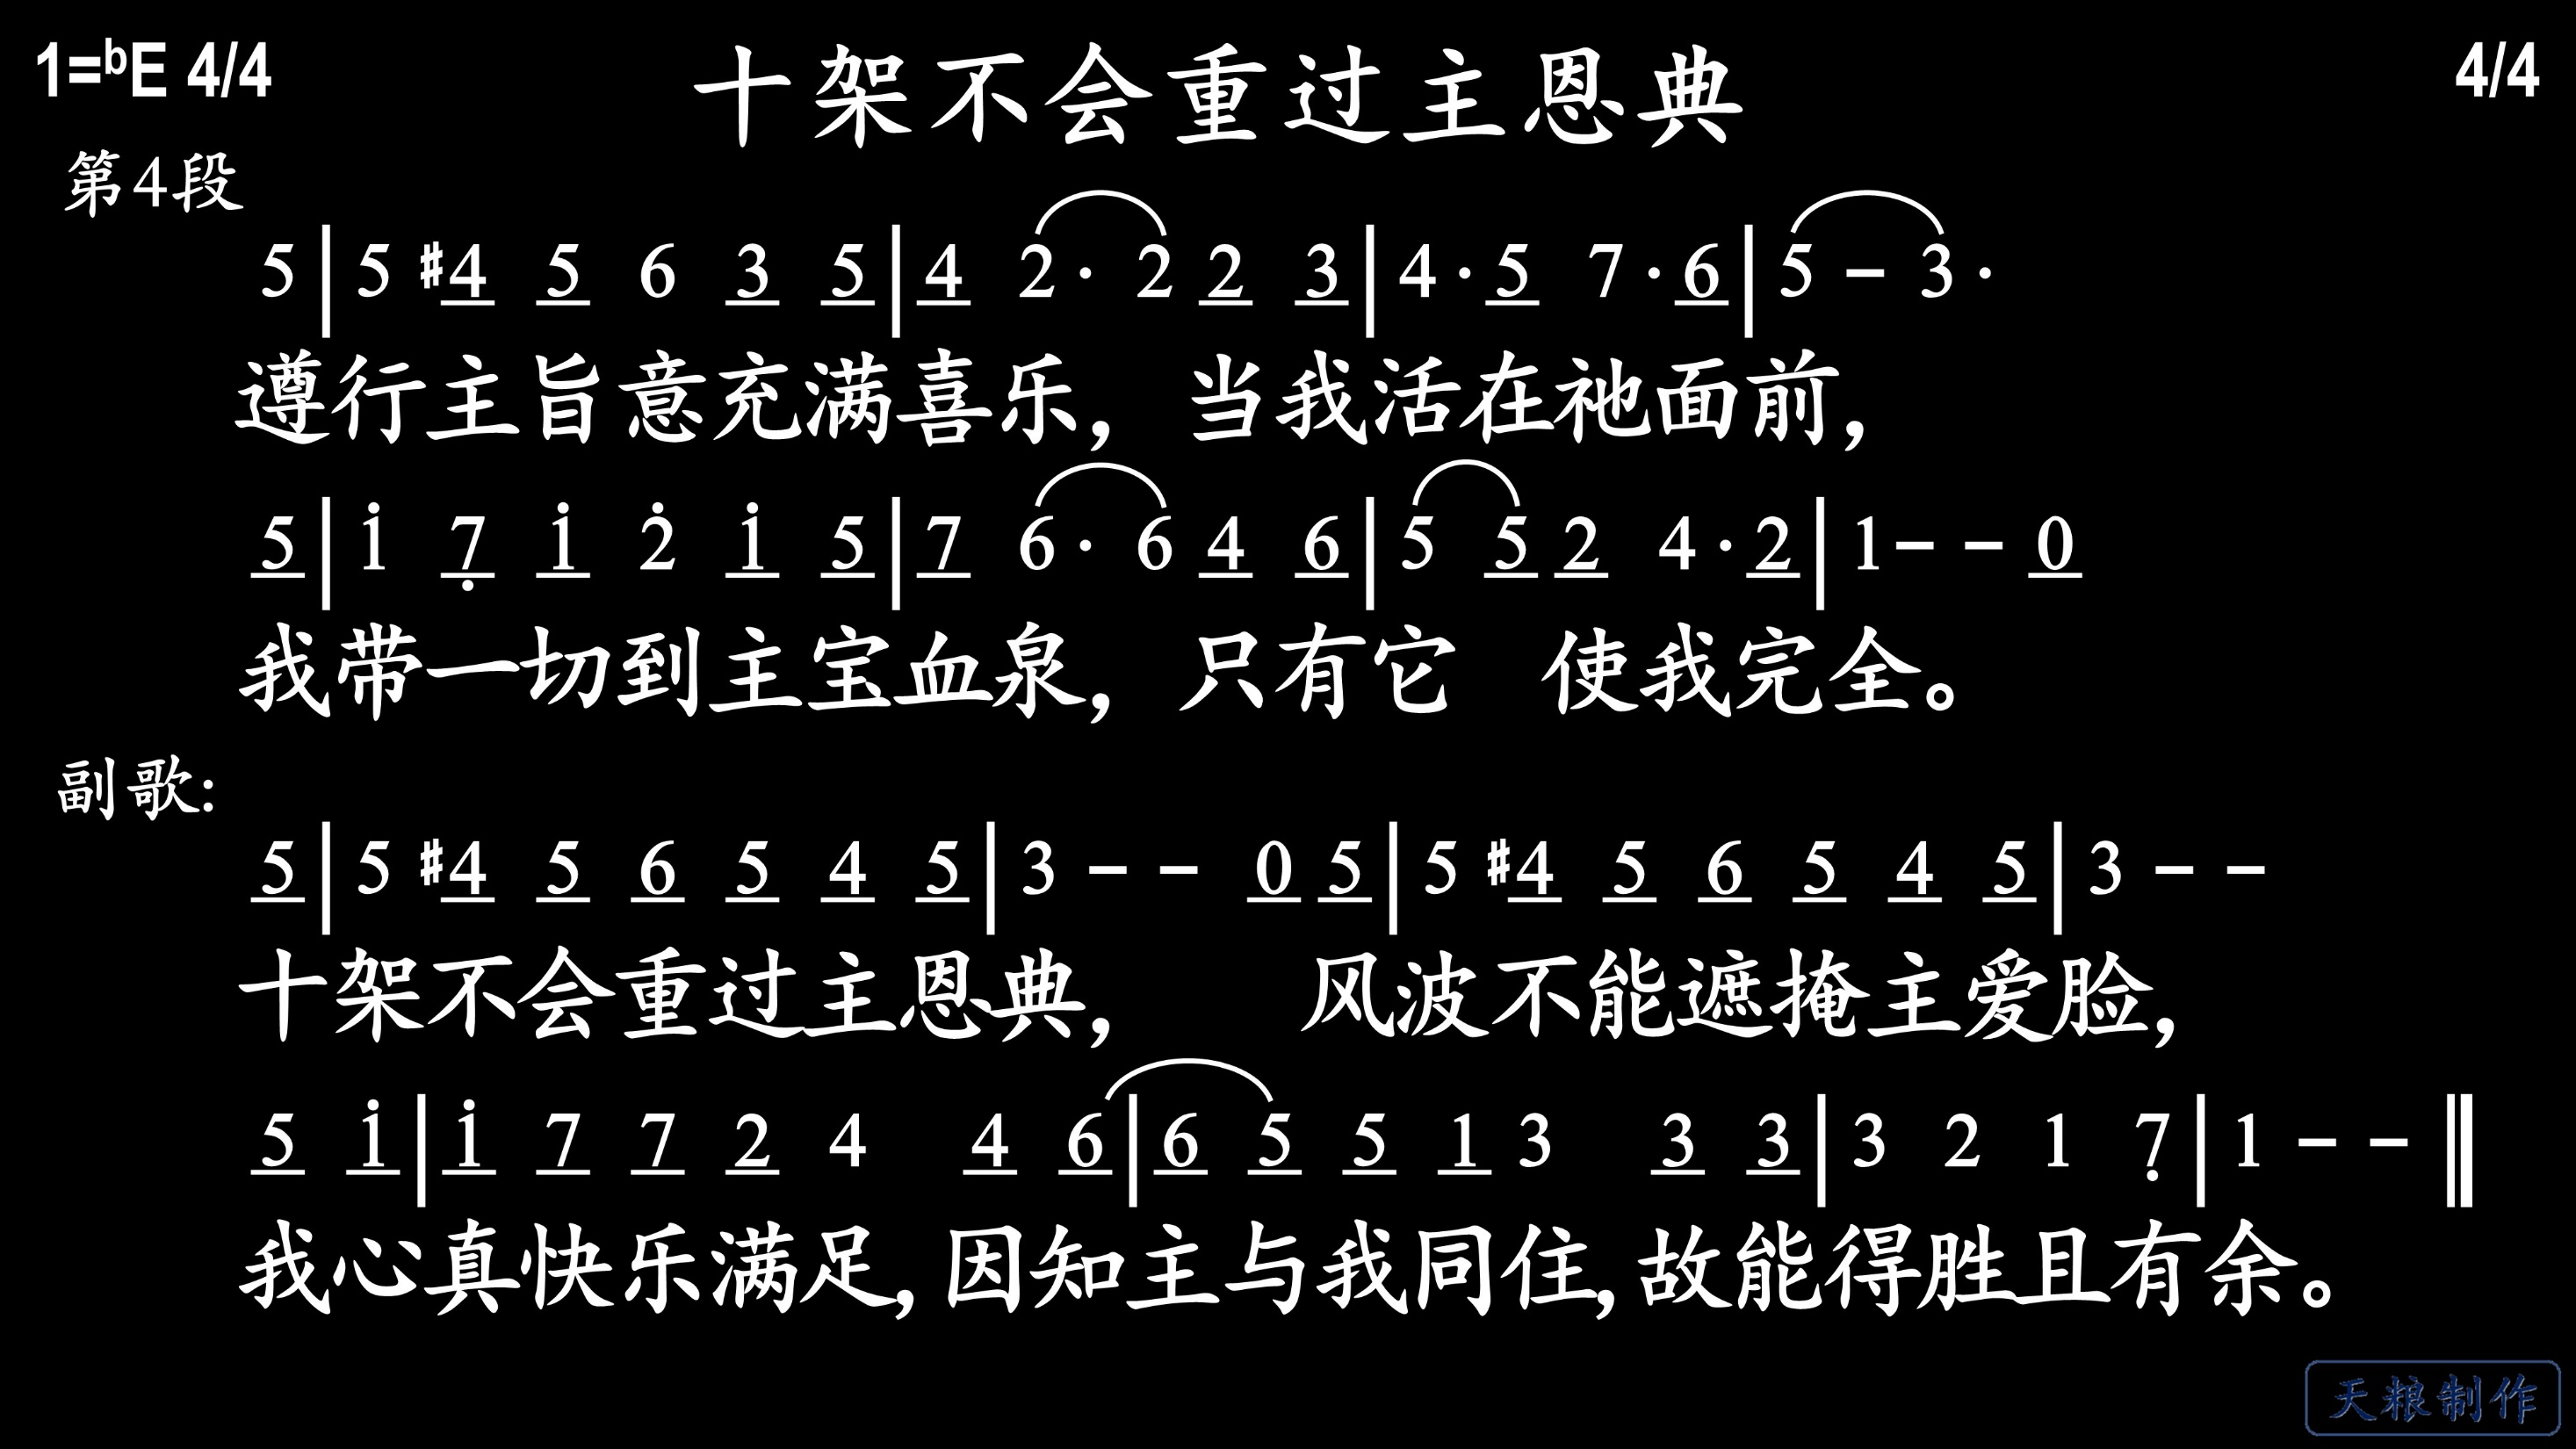 1=ᵇE 4/4 十架不会重过主恩典 4/4
第4段
5 | 5 #4 5 6 3 5 | 4 2 · 2 2 3 | 4 · 5 7 · 6 | 5 – 3 ·
遵行主旨意充满喜乐，当我活在祂面前，
5 | i 7̣ i 2̇ i 5 | 7 6 · 6 4 6 | 5 5 2 4 · 2 | 1 – – 0
我带一切到主宝血泉，只有它 使我完全。
副歌：
5 | 5 #4 5 6 5 4 5 | 3 – – 0 5 | 5 #4 5 6 5 4 5 | 3 – –
十架不会重过主恩典， 风波不能遮掩主爱脸，
5 i | i 7 7 2 4 4 6 | 6 5 5 1 3 3 3 | 3 2 1 7̣ | 1 – – ‖
我心真快乐满足，因知主与我同住，故能得胜且有余。
天粮制作